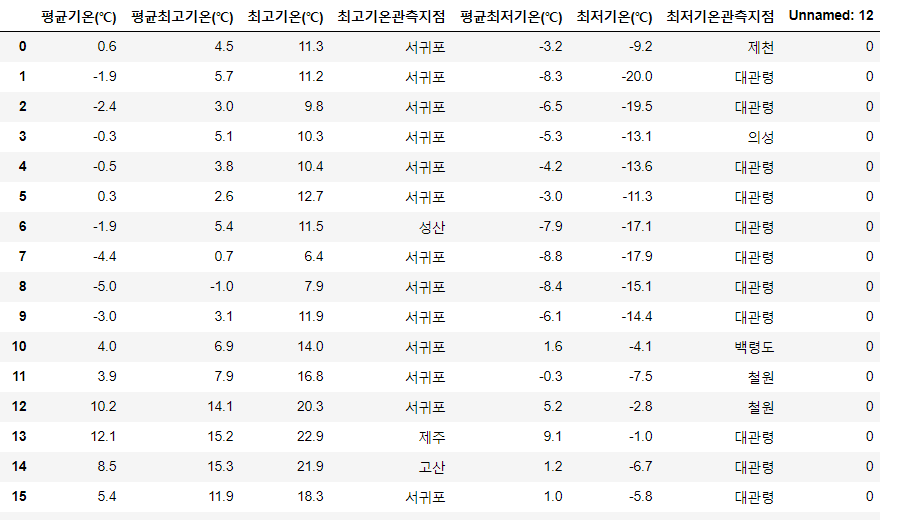 평균기온(℃) 평균최고기온(℃) 최고기온(℃) 최고기온관측지점 평균최저기온(℃) 최저기온(℃) 최저기온관측지점 Unnamed: 12
0 0.6 4.5 11.3 서귀포 -3.2 -9.2 제천 0
1 -1.9 5.7 11.2 서귀포 -8.3 -20.0 대관령 0
2 -2.4 3.0 9.8 서귀포 -6.5 -19.5 대관령 0
3 -0.3 5.1 10.3 서귀포 -5.3 -13.1 의성 0
4 -0.5 3.8 10.4 서귀포 -4.2 -13.6 대관령 0
5 0.3 2.6 12.7 서귀포 -3.0 -11.3 대관령 0
6 -1.9 5.4 11.5 성산 -7.9 -17.1 대관령 0
7 -4.4 0.7 6.4 서귀포 -8.8 -17.9 대관령 0
8 -5.0 -1.0 7.9 서귀포 -8.4 -15.1 대관령 0
9 -3.0 3.1 11.9 서귀포 -6.1 -14.4 대관령 0
10 4.0 6.9 14.0 서귀포 1.6 -4.1 백령도 0
11 3.9 7.9 16.8 서귀포 -0.3 -7.5 철원 0
12 10.2 14.1 20.3 서귀포 5.2 -2.8 철원 0
13 12.1 15.2 22.9 제주 9.1 -1.0 대관령 0
14 8.5 15.3 21.9 고산 1.2 -6.7 대관령 0
15 5.4 11.9 18.3 서귀포 1.0 -5.8 대관령 0